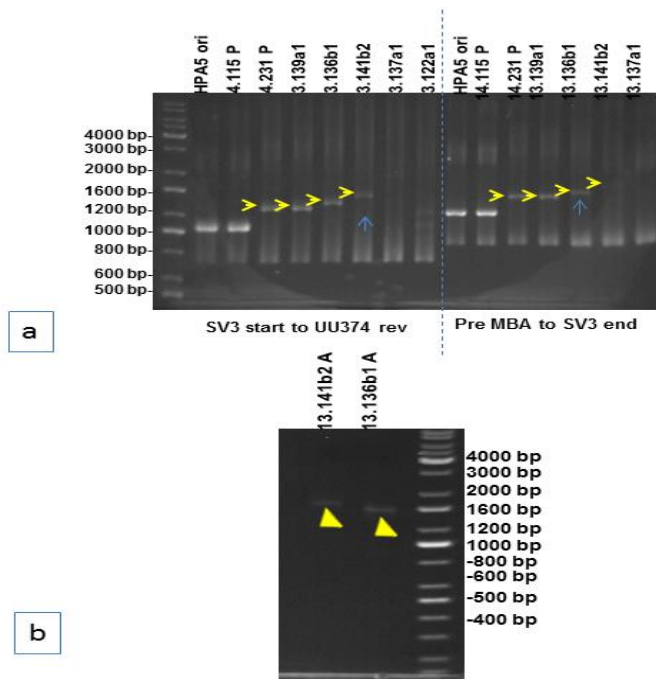 HPA5 ori
4.115 P
4.231 P
3.139a1
3.136b1
3.141b2
3.137a1
3.122a1
HPA5 ori
14.115 P
14.231 P
13.139a1
13.136b1
13.141b2
13.137a1
4000 bp-
3000 bp-
2000 bp-
1600 bp-
1200 bp-
1000 bp-
800 bp-
600 bp-
500 bp-
a
SV3 start to UU374 rev
Pre MBA to SV3 end
13.141b2 A
13.136b1 A
4000 bp
3000 bp
2000 bp
1600 bp
1200 bp
1000 bp
-800 bp
-600 bp
-500 bp
-400 bp
b